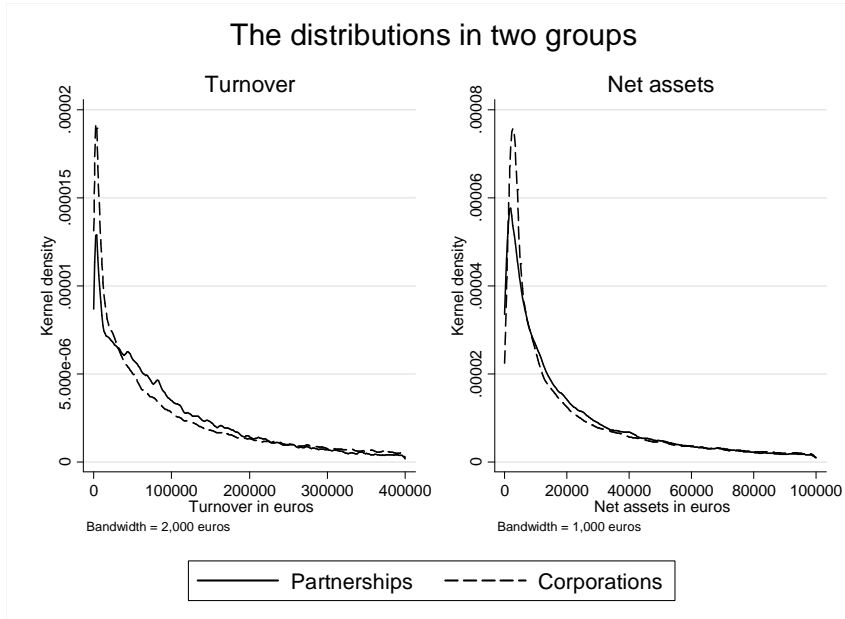 The distributions in two groups
Turnover
Kernel density
.00002
.000015
.00001
5.000e-06
0
0 100000 200000 300000 400000
Turnover in euros
Bandwidth = 2,000 euros
Net assets
Kernel density
.00008
.00006
.00004
.00002
0
0 20000 40000 60000 80000 100000
Net assets in euros
Bandwidth = 1,000 euros
Partnerships Corporations